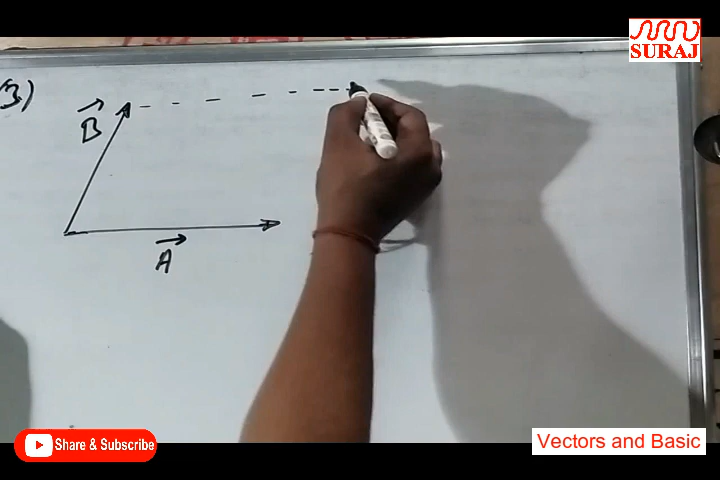 SURAJ
3)
B
A
Share & Subscribe
Vectors and Basic